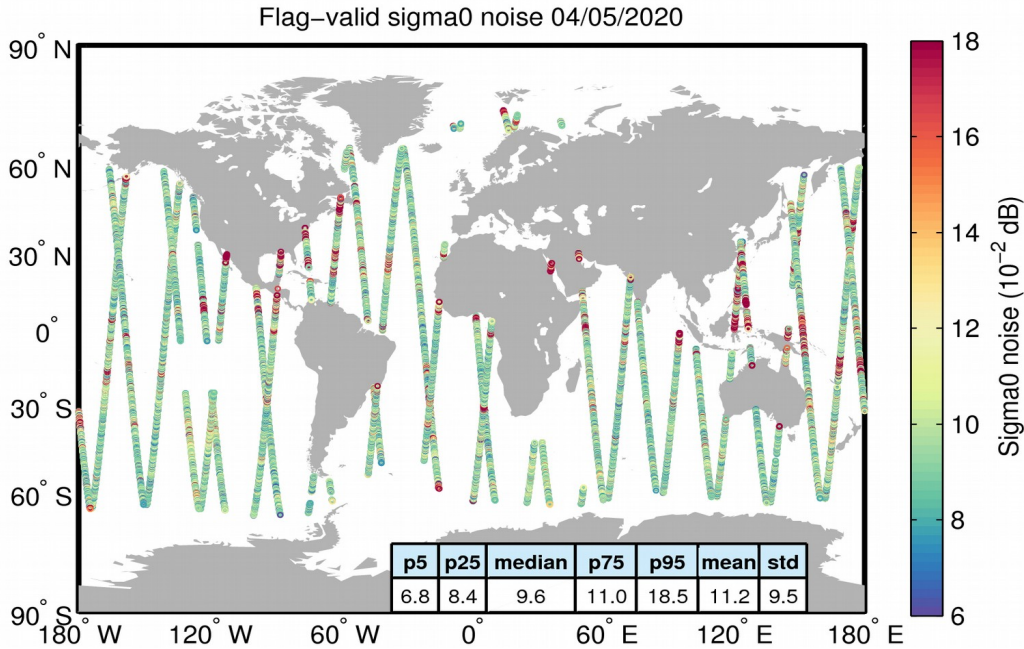 Flag−valid sigma0 noise 04/05/2020
90° N
60° N
30° N
0°
30° S
60° S
90° S
180° W 120° W 60° W 0° 60° E 120° E 180° E
p5 p25 median p75 p95 mean std
6.8 8.4 9.6 11.0 18.5 11.2 9.5
18
16
14
12
10
8
6
Sigma0 noise (10⁻² dB)